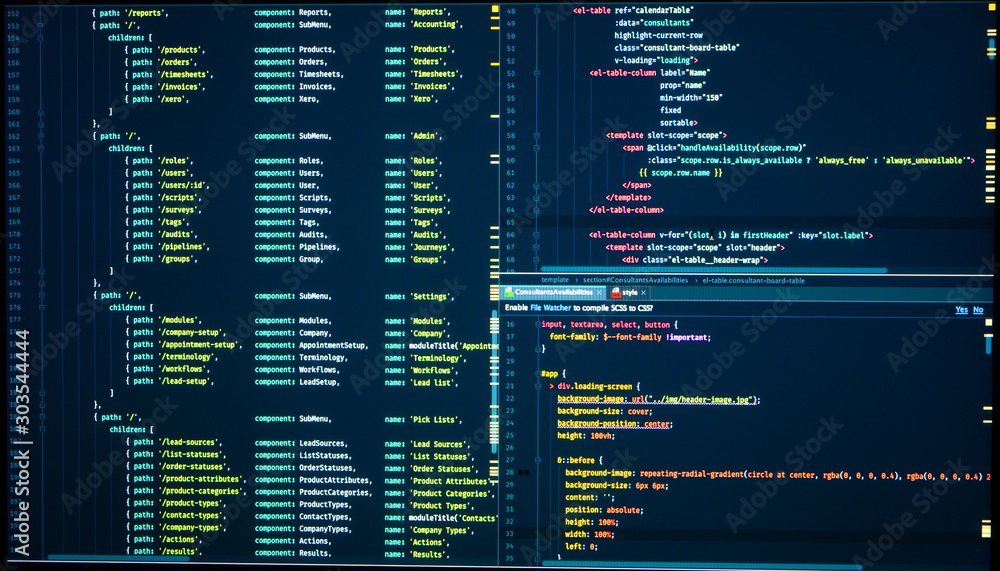 152 { path: '/reports', component: Reports, name: 'Reports',
153 { path: '/', component: SubMenu, name: 'Accounting',
154 children: [
155 { path: '/products', component: Products, name: 'Products'
156 { path: '/orders', component: Orders, name: 'Orders',
157 { path: '/timesheets', component: Timesheets, name: 'Timesheets',
158 { path: '/invoices', component: Invoices, name: 'Invoices',
159 { path: '/xero', component: Xero, name: 'Xero',
160 ]
161 },
162 { path: '/', component: SubMenu, name: 'Admin',
163 children: [
164 { path: '/roles', component: Roles, name: 'Roles',
165 { path: '/users', component: Users, name: 'Users',
166 { path: '/users/:id', component: User, name: 'User',
167 { path: '/scripts', component: Scripts, name: 'Scripts',
168 { path: '/surveys', component: Surveys, name: 'Surveys',
169 { path: '/tags', component: Tags, name: 'Tags',
170 { path: '/audits', component: Audits, name: 'Audits',
171 { path: '/pipelines', component: Pipelines, name: 'Journeys',
172 { path: '/groups', component: Group, name: 'Groups',
173 ]
174 },
175 { path: '/', component: SubMenu, name: 'Settings',
176 children: [
177 { path: '/modules', component: Modules, name: 'Modules',
178 { path: '/company-setup', component: Company, name: 'Company',
179 { path: '/appointment-setup', component: AppointmentSetup, name: moduleTitle('Appointme
{ path: '/terminology', component: Terminology, name: 'Terminology',
{ path: '/workflows', component: Workflows, name: 'Workflows',
{ path: '/lead-setup', component: LeadSetup, name: 'Lead list',
]
},
{ path: '/', component: SubMenu, name: 'Pick Lists',
children: [
{ path: '/lead-sources', component: LeadSources, name: 'Lead Sources',
{ path: '/list-statuses', component: ListStatuses, name: 'List Statuses',
{ path: '/order-statuses', component: OrderStatuses, name: 'Order Statuses',
{ path: '/product-attributes', component: ProductAttributes, name: 'Product Attributes'
{ path: '/product-categories', component: ProductCategories, name: 'Product Categories',
{ path: '/product-types', component: ProductTypes, name: 'Product Types',
{ path: '/contact-types', component: ContactTypes, name: moduleTitle('Contacts
{ path: '/company-types', component: CompanyTypes, name: 'Company Types',
{ path: '/actions', component: Actions, name: 'Actions',
{ path: '/results', component: Results, name: 'Results',
48 <el-table ref="calendarTable"
49 :data="consultants"
50 highlight-current-row
51 class="consultant-board-table"
52 v-loading="loading">
53 <el-table-column label="Name"
54 prop="name"
55 min-width="150"
56 fixed
57 sortable>
58 <template slot-scope="scope">
59 <span @click="handleAvailability(scope.row)"
60 :class="scope.row.is_always_available ? 'always_free' : 'always_unavailable'">
61 {{ scope.row.name }}
62 </span>
63 </template>
64 </el-table-column>
65
66 <el-table-column v-for="(slot, i) in firstHeader" :key="slot.label">
67 <template slot-scope="scope" slot="header">
68 <div class="el-table__header-wrap">
template › section#ConsultantsAvailabilities › el-table.consultant-board-table
ConsultantsAvailabilities × style ×
Enable File Watcher to compile SCSS to CSS? Yes No
16 input, textarea, select, button {
17 font-family: $--font-family !important;
18 }
19
20 #app {
21 > div.loading-screen {
22 background-image: url("../img/header-image.jpg");
23 background-size: cover;
24 background-position: center;
25 height: 100vh;
26
27 &::before {
28 background-image: repeating-radial-gradient(circle at center, rgba(0, 0, 0, 0.4), rgba(0, 0, 0, 0.4) 2
29 background-size: 6px 6px;
30 content: '';
31 position: absolute;
32 height: 100%;
33 width: 100%;
34 left: 0;
35 }
Adobe Stock | #303544444